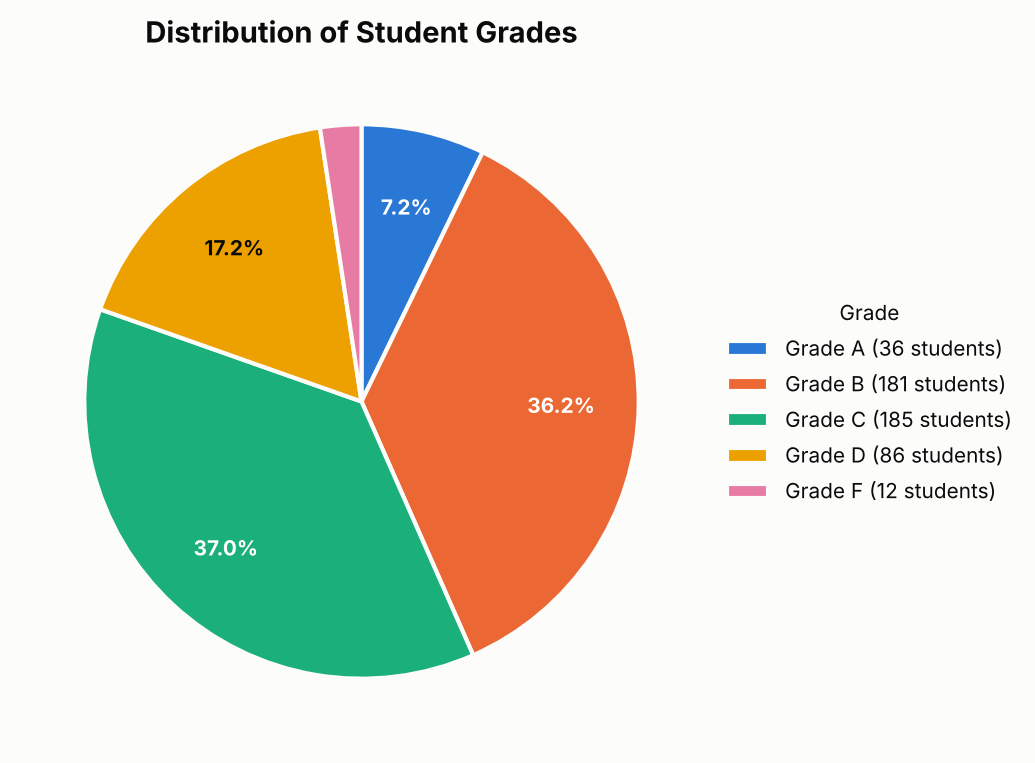 Distribution of Student Grades
7.2%
17.2%
36.2%
37.0%
Grade
Grade A (36 students)
Grade B (181 students)
Grade C (185 students)
Grade D (86 students)
Grade F (12 students)